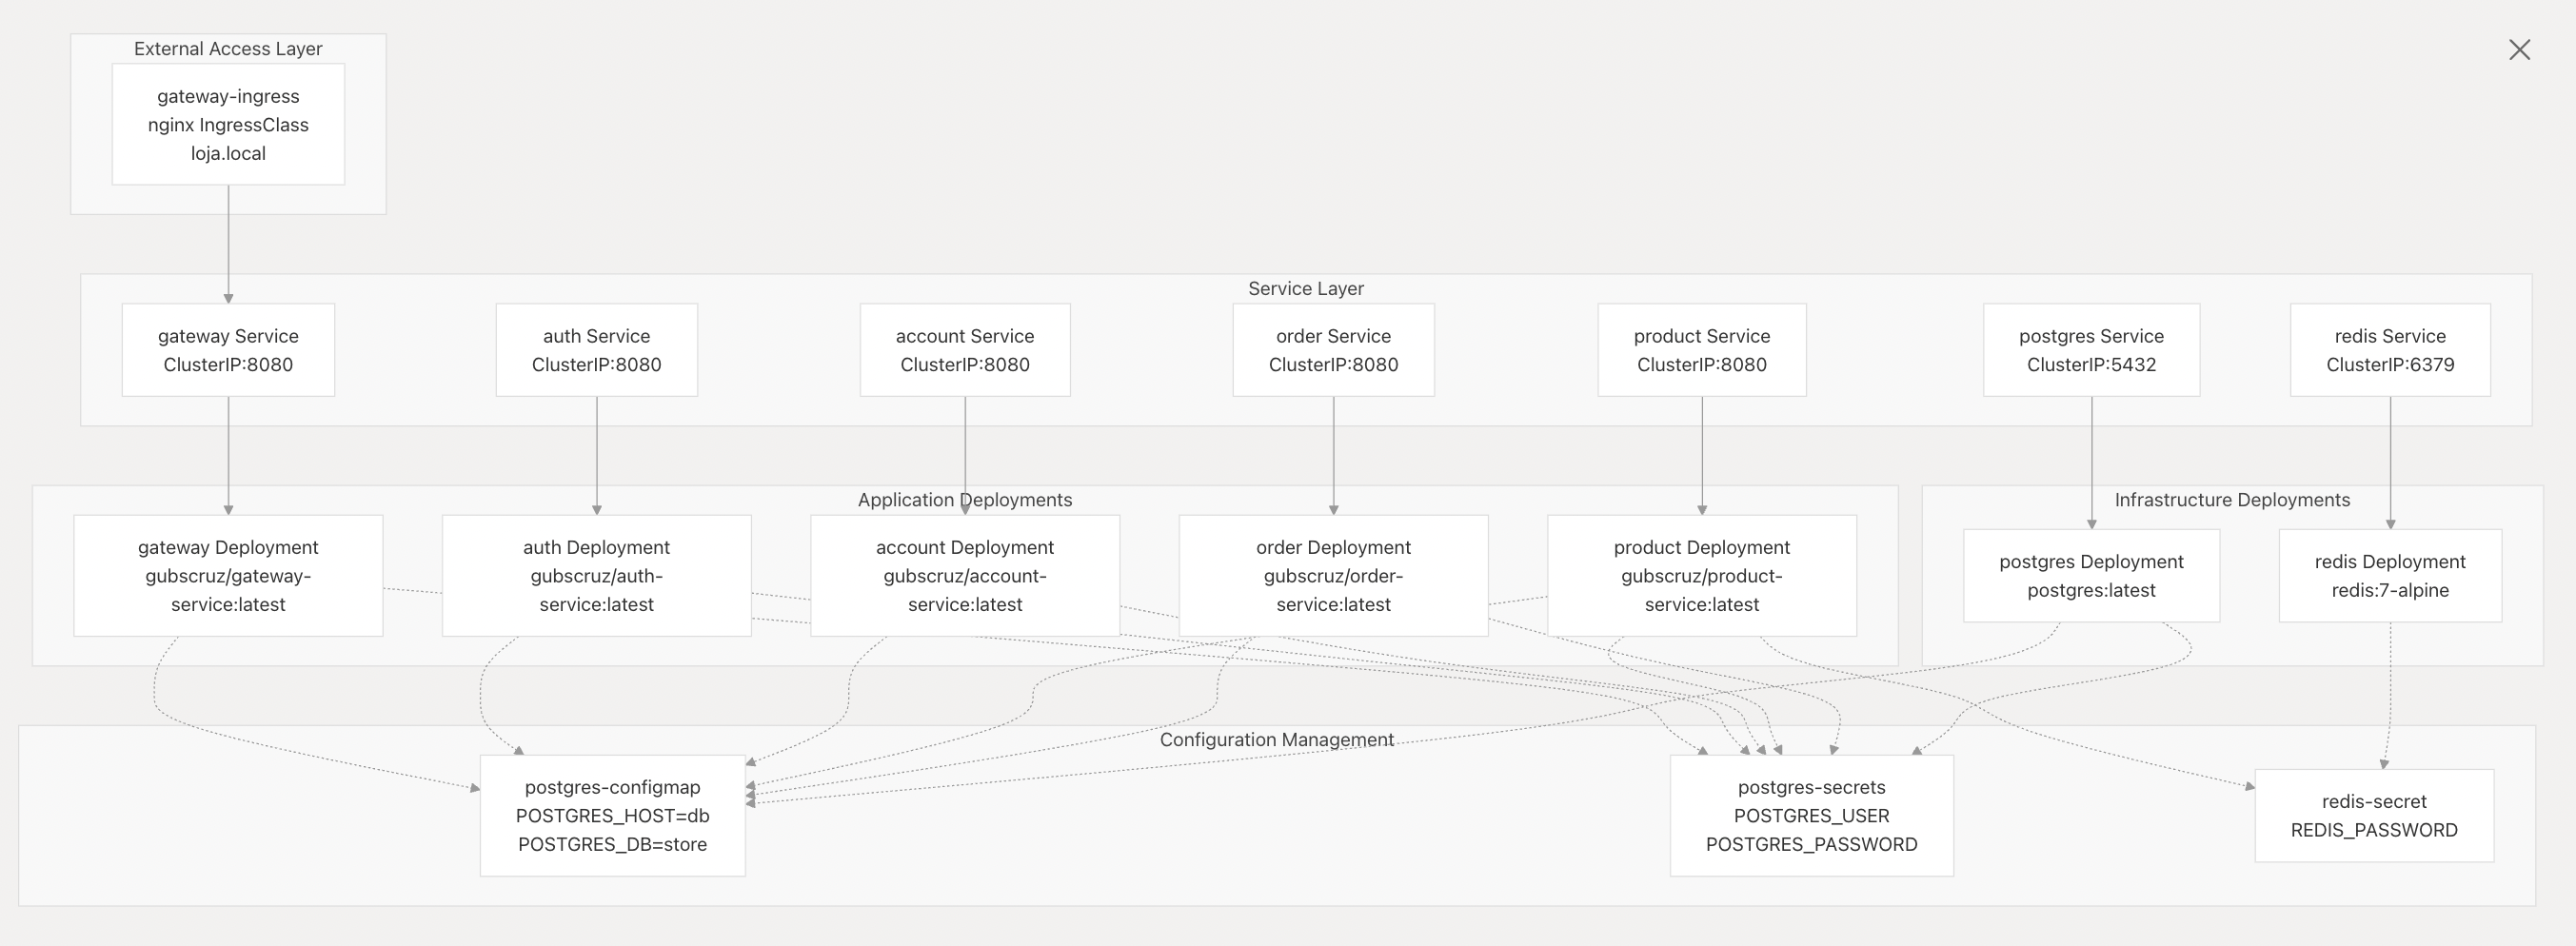 External Access Layer
gateway-ingress
nginx IngressClass
loja.local
Service Layer
gateway Service
ClusterIP:8080
auth Service
ClusterIP:8080
account Service
ClusterIP:8080
order Service
ClusterIP:8080
product Service
ClusterIP:8080
postgres Service
ClusterIP:5432
redis Service
ClusterIP:6379
Application Deployments
gateway Deployment
gubscruz/gateway-
service:latest
auth Deployment
gubscruz/auth-
service:latest
account Deployment
gubscruz/account-
service:latest
order Deployment
gubscruz/order-
service:latest
product Deployment
gubscruz/product-
service:latest
Infrastructure Deployments
postgres Deployment
postgres:latest
redis Deployment
redis:7-alpine
Configuration Management
postgres-configmap
POSTGRES_HOST=db
POSTGRES_DB=store
postgres-secrets
POSTGRES_USER
POSTGRES_PASSWORD
redis-secret
REDIS_PASSWORD